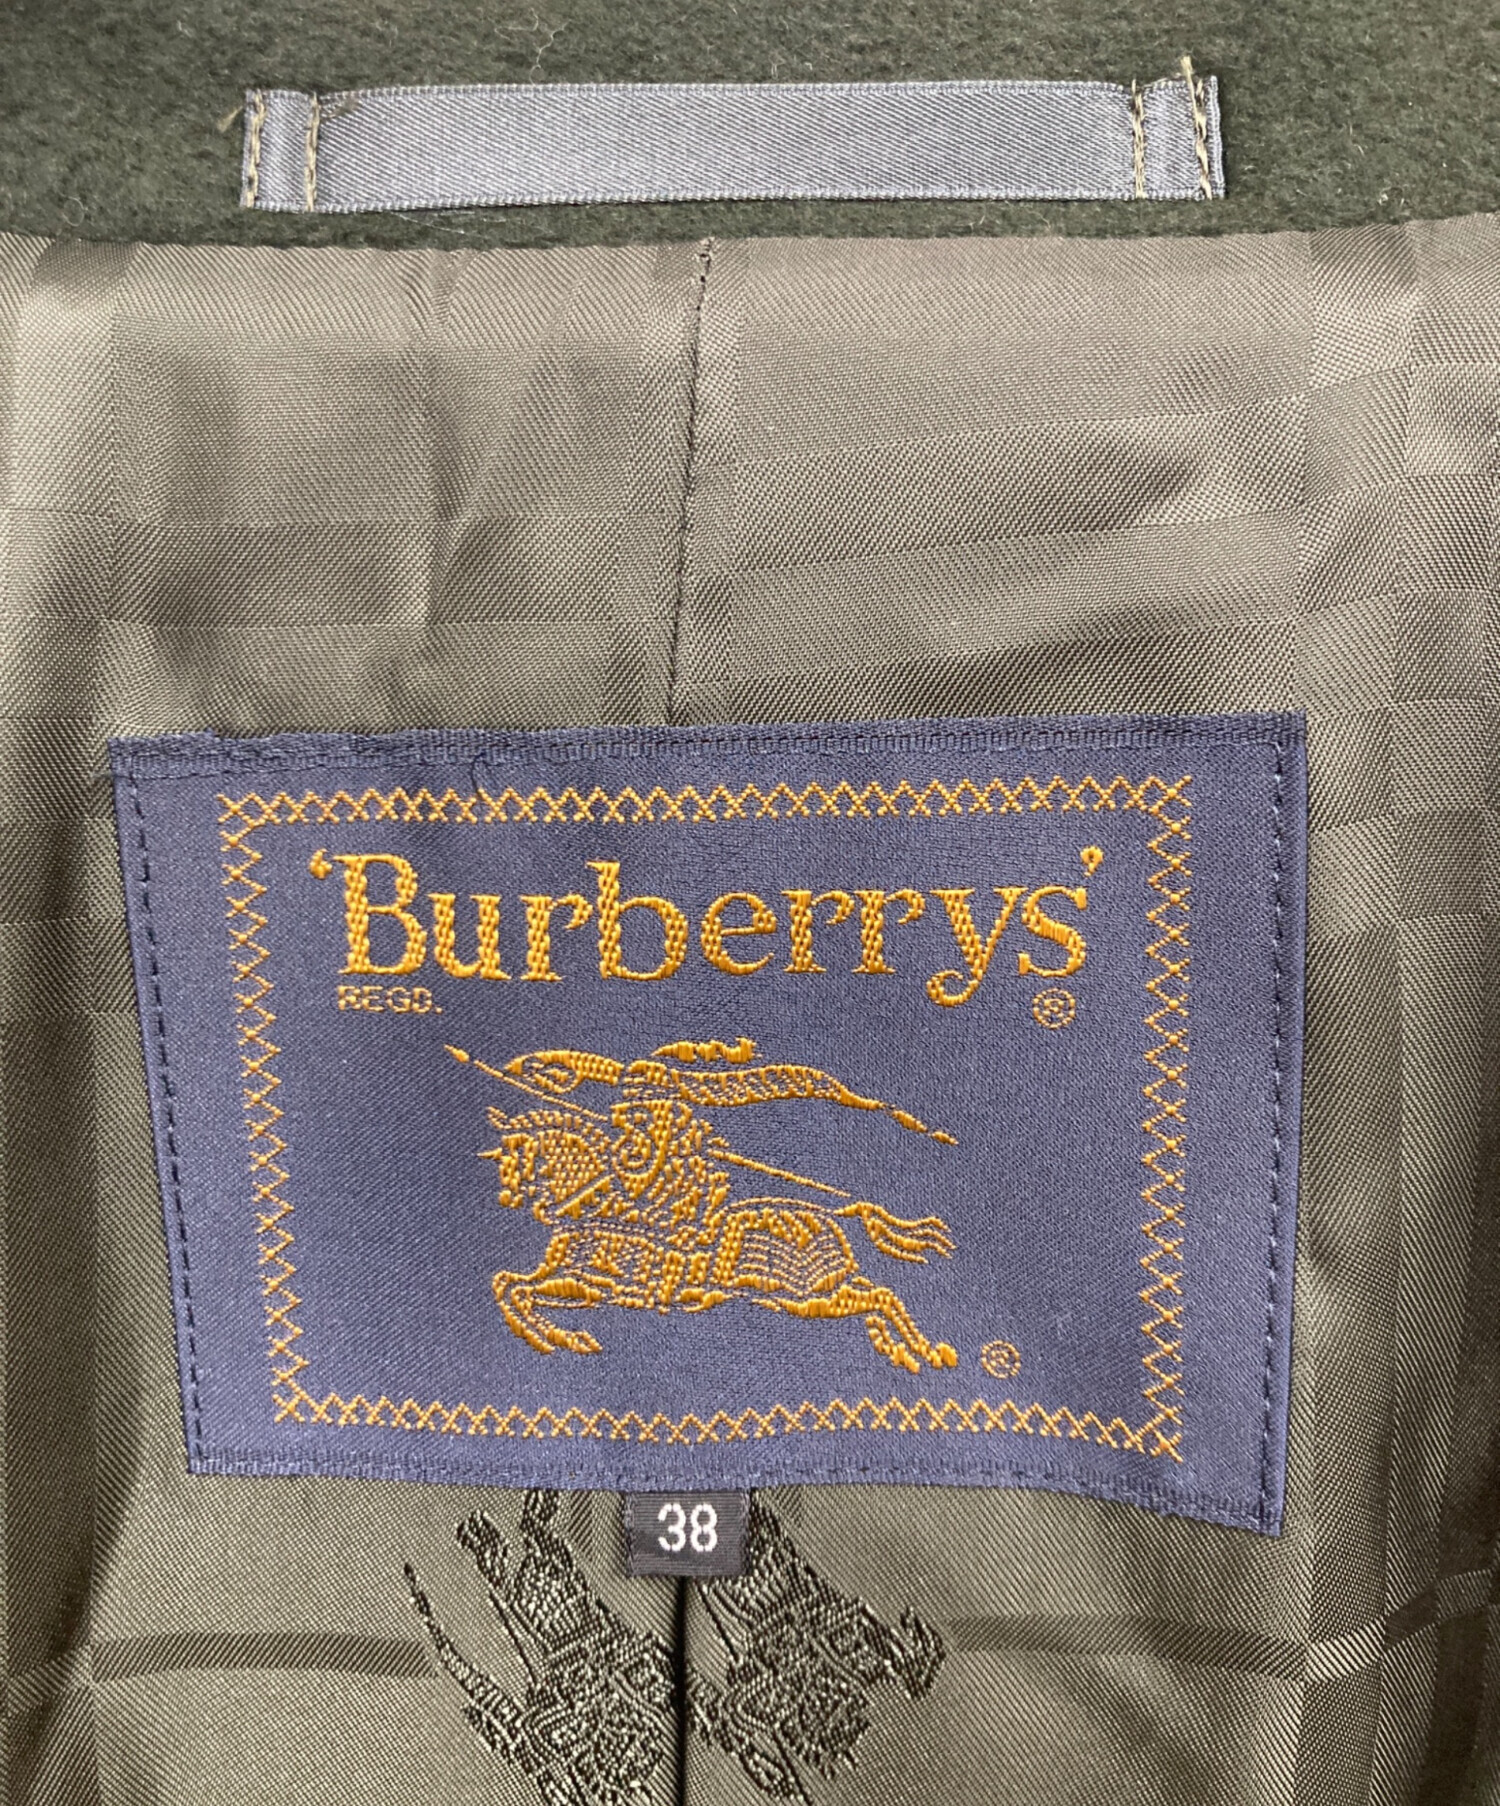 ‘Burberrys’
REGD. ®
®
38